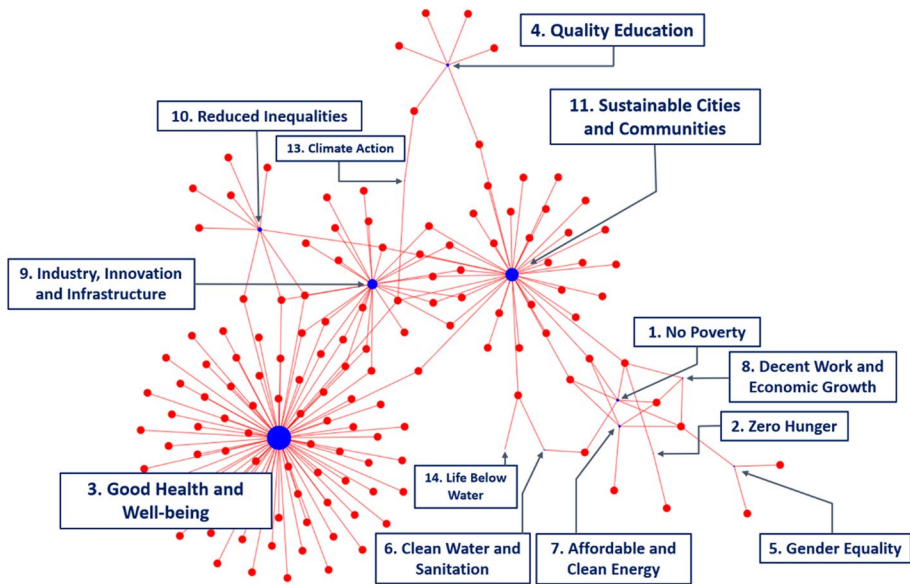 4. Quality Education
10. Reduced Inequalities
11. Sustainable Cities
and Communities
13. Climate Action
9. Industry, Innovation
and Infrastructure
1. No Poverty
8. Decent Work and
Economic Growth
2. Zero Hunger
3. Good Health and
Well-being
14. Life Below
Water
6. Clean Water and
Sanitation
7. Affordable and
Clean Energy
5. Gender Equality